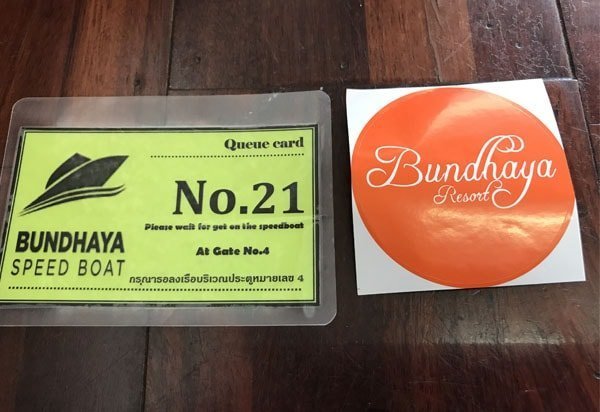 Queue card
No.21
Please wait for get on the speedboat
At Gate No.4
BUNDHAYA
SPEED BOAT
กรุณารอลงเรือบริเวณประตูหมายเลข 4
Bundhaya
Resort